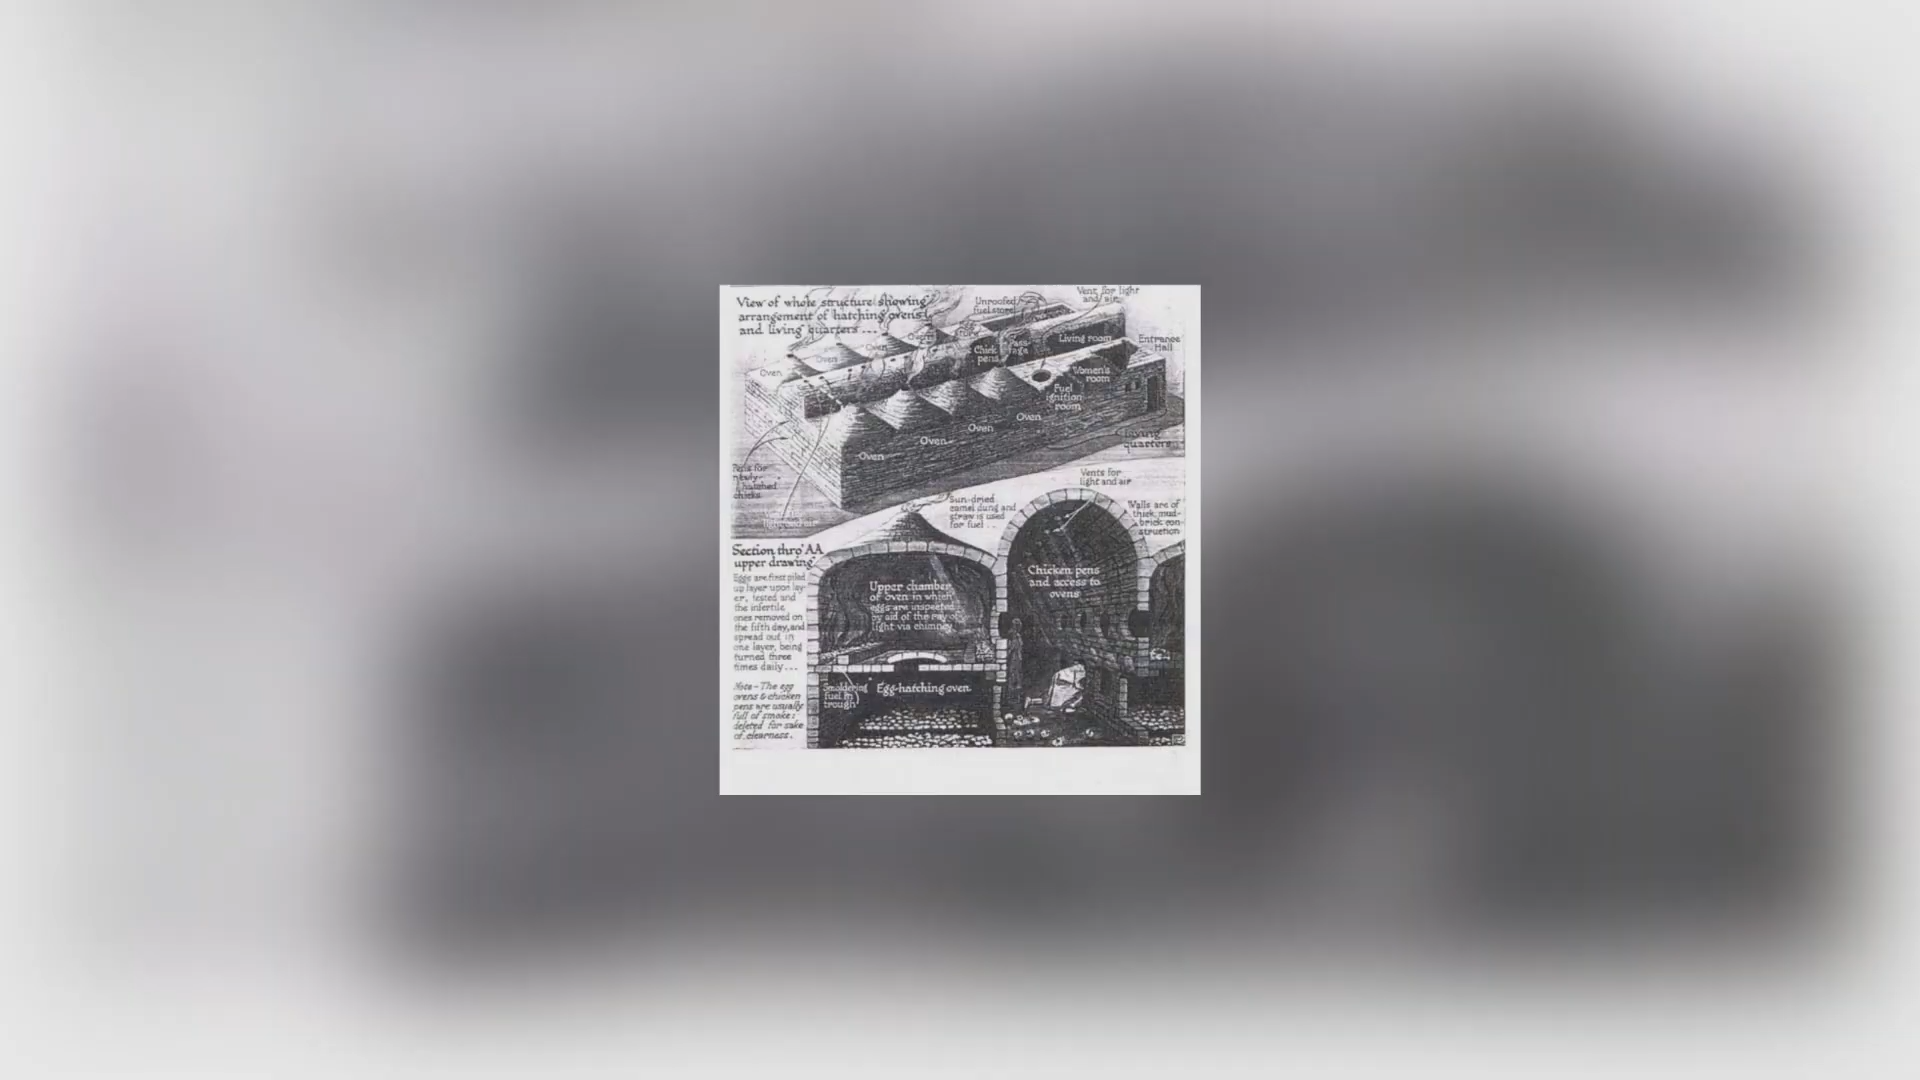 View of whole structure showing
arrangement of hatching ovens
and living quarters ...
Unroofed
fuel store
Vent for light
and air
Oven
Oven
Oven
Oven
Egg
store
Chick
pens
Pass-
age
Living room
Entrance
Hall
Women's
room
Fuel
ignition
room
Oven
Oven
Oven
Oven
Living
quarters
Pens for
newly-
hatched
chicks
Vents for
light and air
Sun-dried
camel dung and
straw is used
for fuel ..
Walls are of
thick mud-
brick con-
struction
Section thro' AA
upper drawing
Eggs are first piled
up layer upon lay-
er, tested and
the infertile
ones removed on
the fifth day, and
spread out in
one layer, being
turned three
times daily ...
Note - The egg
ovens & chicken
pens are usually
full of smoke:
deleted for sake
of clearness.
Upper chamber
of oven in which
eggs are inspected
by aid of the ray of
light via chimney
Chicken pens
and access to
ovens
Smoldering
fuel in
trough
Egg-hatching oven